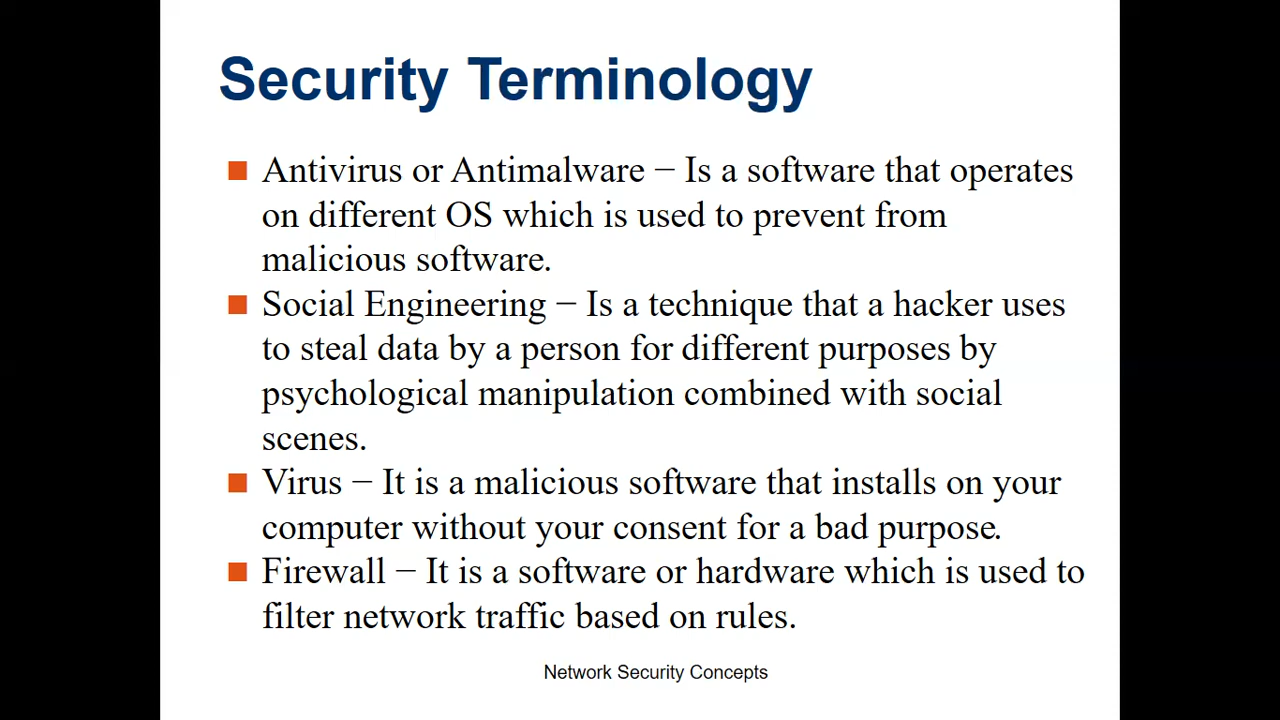 Security Terminology
Antivirus or Antimalware − Is a software that operates
on different OS which is used to prevent from
malicious software.
Social Engineering − Is a technique that a hacker uses
to steal data by a person for different purposes by
psychological manipulation combined with social
scenes.
Virus − It is a malicious software that installs on your
computer without your consent for a bad purpose.
Firewall − It is a software or hardware which is used to
filter network traffic based on rules.
Network Security Concepts